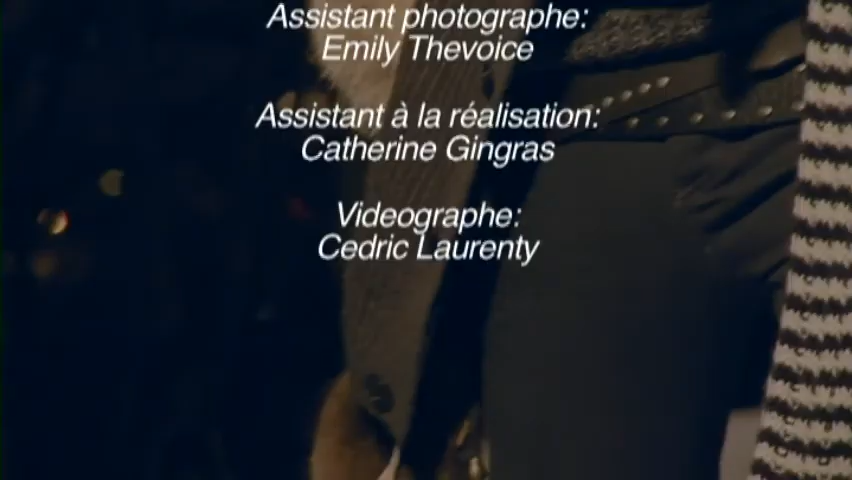 Assistant photographe:
Emily Thevoice
Assistant à la réalisation:
Catherine Gingras
Videographe:
Cedric Laurenty